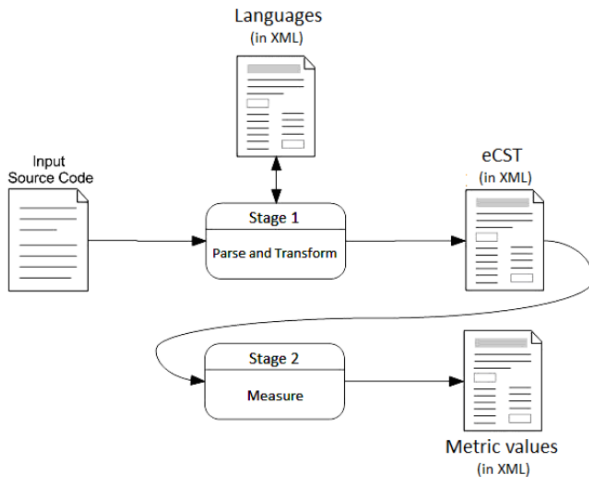 Languages
(in XML)
Input
Source Code
eCST
(in XML)
Stage 1
Parse and Transform
Stage 2
Measure
Metric values
(in XML)